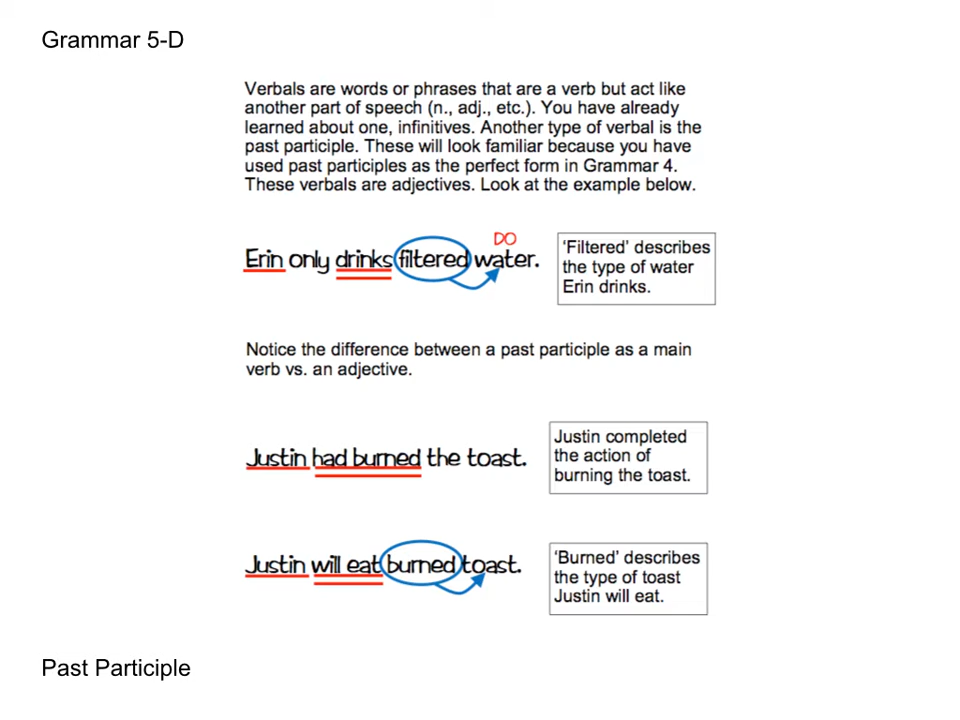 Grammar 5-D
Verbals are words or phrases that are a verb but act like
another part of speech (n., adj., etc.). You have already
learned about one, infinitives. Another type of verbal is the
past participle. These will look familiar because you have
used past participles as the perfect form in Grammar 4.
These verbals are adjectives. Look at the example below.
DO
Erin only drinks filtered water.
'Filtered' describes
the type of water
Erin drinks.
Notice the difference between a past participle as a main
verb vs. an adjective.
Justin had burned the toast.
Justin completed
the action of
burning the toast.
Justin will eat burned toast.
'Burned' describes
the type of toast
Justin will eat.
Past Participle